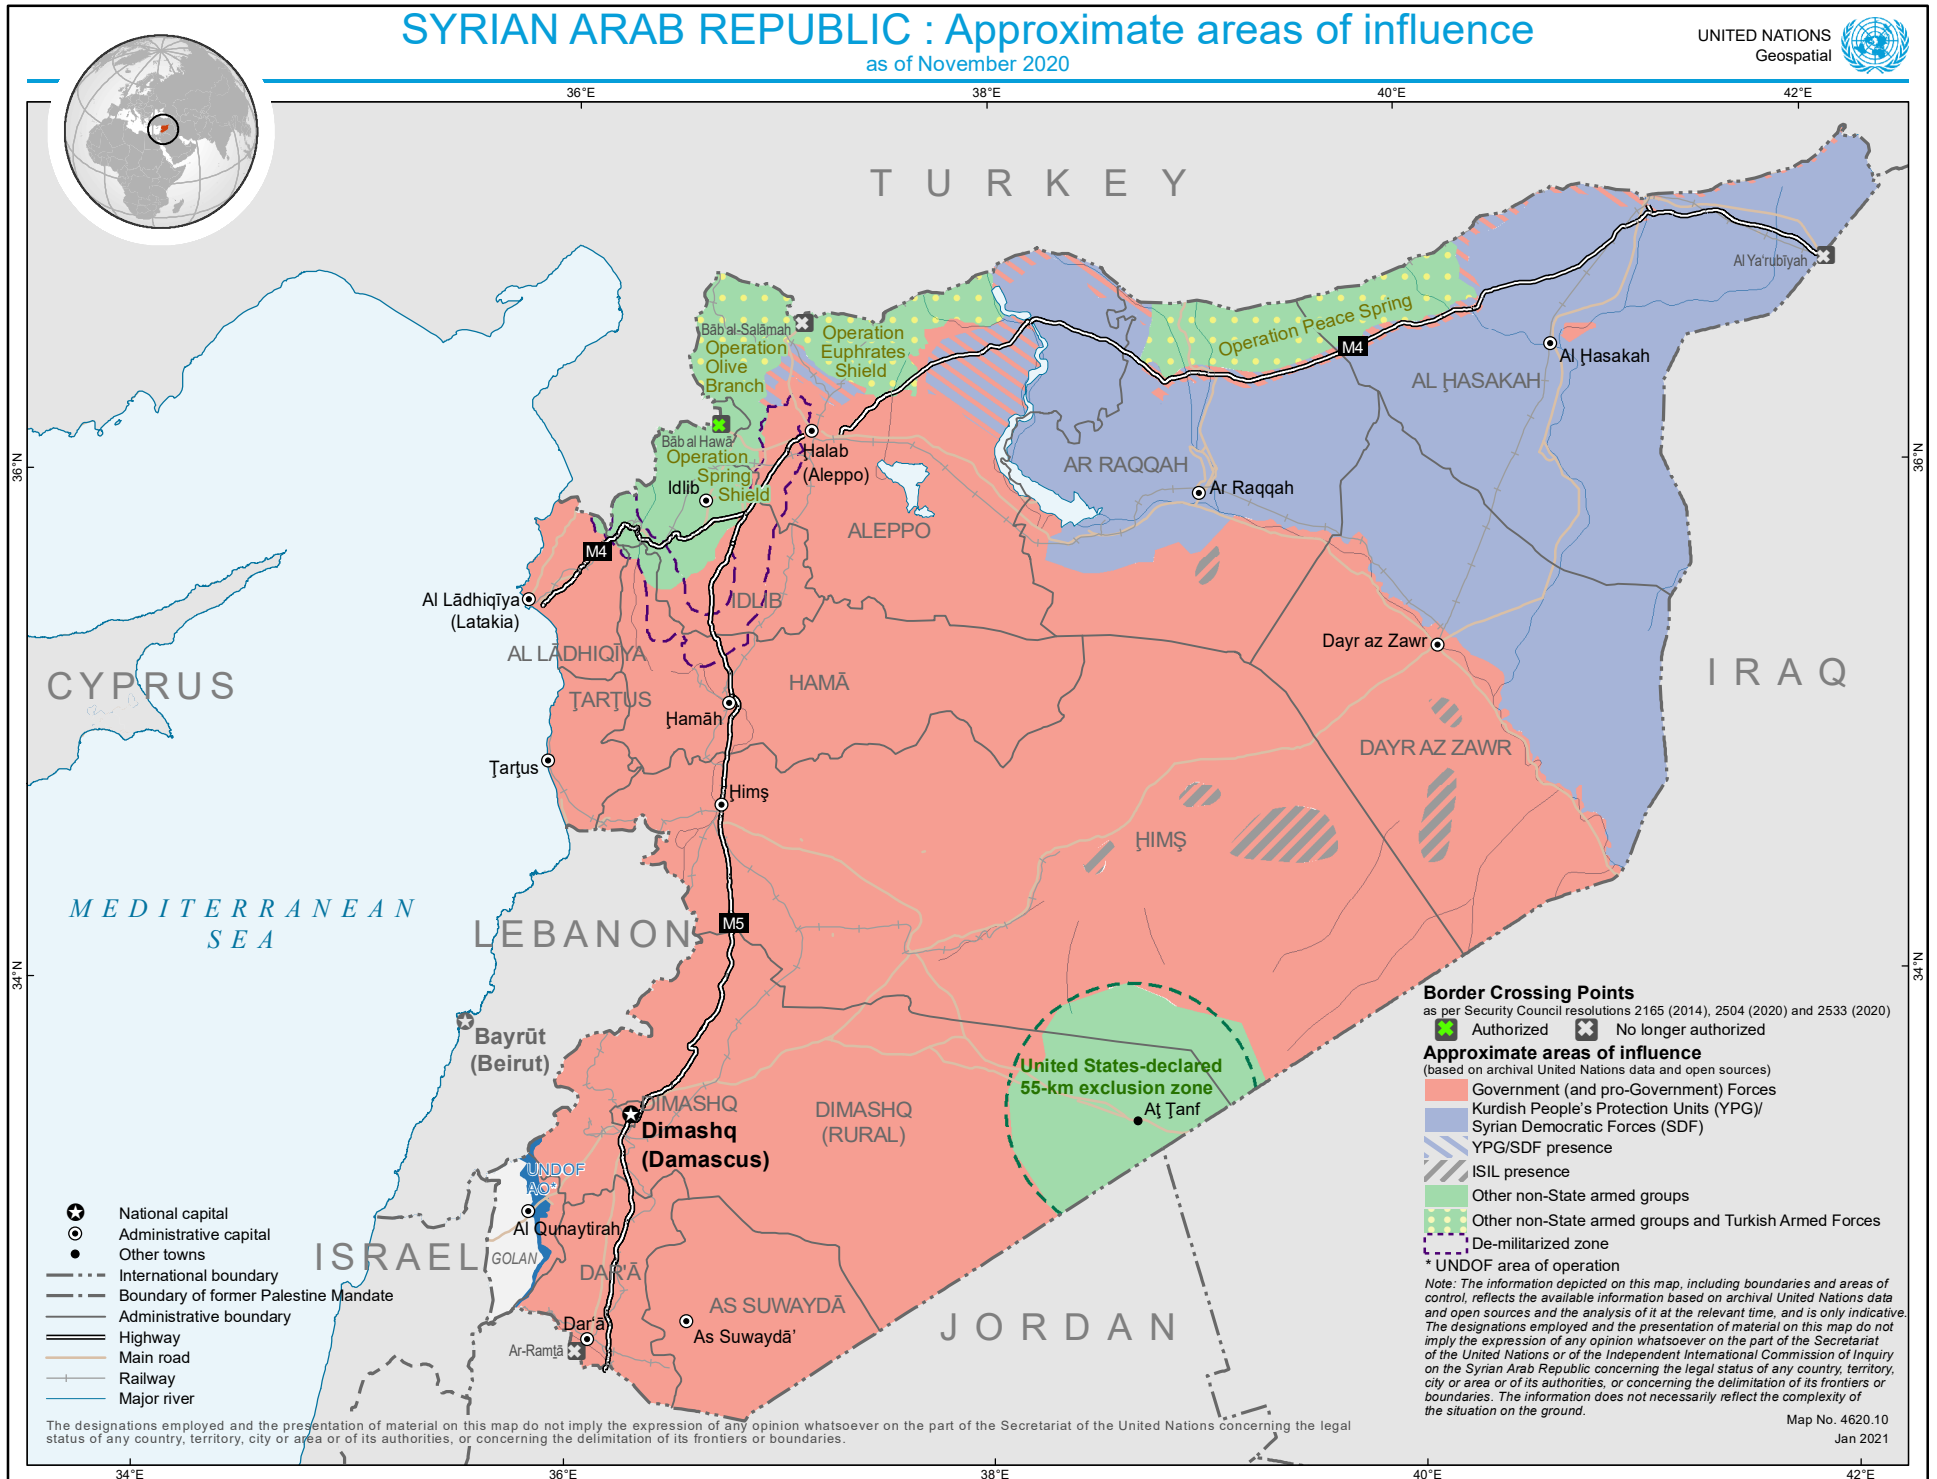 SYRIAN ARAB REPUBLIC : Approximate areas of influence
as of November 2020
UNITED NATIONS
Geospatial
36°E
38°E
40°E
42°E
TURKEY
Al Ya'rubīyah
Bāb al-Salāmah
Operation
Olive
Branch
Operation
Euphrates
Shield
Operation Peace Spring
M4
Al Ḩasakah
AL ḨASAKAH
Bāb al Hawā
Operation
Spring
Shield
Idlib
Ḩalab
(Aleppo)
AR RAQQAH
Ar Raqqah
36°N
36°N
ALEPPO
M4
Al Lādhiqīya
(Latakia)
IDLIB
AL LĀDHIQĪYA
Dayr az Zawr
CYPRUS
ŢARŢUS
HAMĀ
IRAQ
Ḩamāh
DAYR AZ ZAWR
Ţarţus
Ḩimş
ḨIMŞ
MEDITERRANEAN
SEA
LEBANON
M5
34°N
34°N
Bayrūt
(Beirut)
United States-declared
55-km exclusion zone
Aţ Ţanf
DIMASHQ
Dimashq
(Damascus)
DIMASHQ
(RURAL)
UNDOF
AO*
Al Qunaytirah
GOLAN
ISRAEL
DAR'Ā
AS SUWAYDĀ
Dar'ā
As Suwaydā'
Ar-Ramţā
JORDAN
National capital
Administrative capital
Other towns
International boundary
Boundary of former Palestine Mandate
Administrative boundary
Highway
Main road
Railway
Major river
Border Crossing Points
as per Security Council resolutions 2165 (2014), 2504 (2020) and 2533 (2020)
Authorized
No longer authorized
Approximate areas of influence
(based on archival United Nations data and open sources)
Government (and pro-Government) Forces
Kurdish People's Protection Units (YPG)/
Syrian Democratic Forces (SDF)
YPG/SDF presence
ISIL presence
Other non-State armed groups
Other non-State armed groups and Turkish Armed Forces
De-militarized zone
* UNDOF area of operation
Note: The information depicted on this map, including boundaries and areas of
control, reflects the available information based on archival United Nations data
and open sources and the analysis of it at the relevant time, and is only indicative.
The designations employed and the presentation of material on this map do not
imply the expression of any opinion whatsoever on the part of the Secretariat
of the United Nations or of the Independent International Commission of Inquiry
on the Syrian Arab Republic concerning the legal status of any country, territory,
city or area or of its authorities, or concerning the delimitation of its frontiers or
boundaries. The information does not necessarily reflect the complexity of
the situation on the ground.
Map No. 4620.10
Jan 2021
The designations employed and the presentation of material on this map do not imply the expression of any opinion whatsoever on the part of the Secretariat of the United Nations concerning the legal
status of any country, territory, city or area or of its authorities, or concerning the delimitation of its frontiers or boundaries.
34°E
36°E
38°E
40°E
42°E